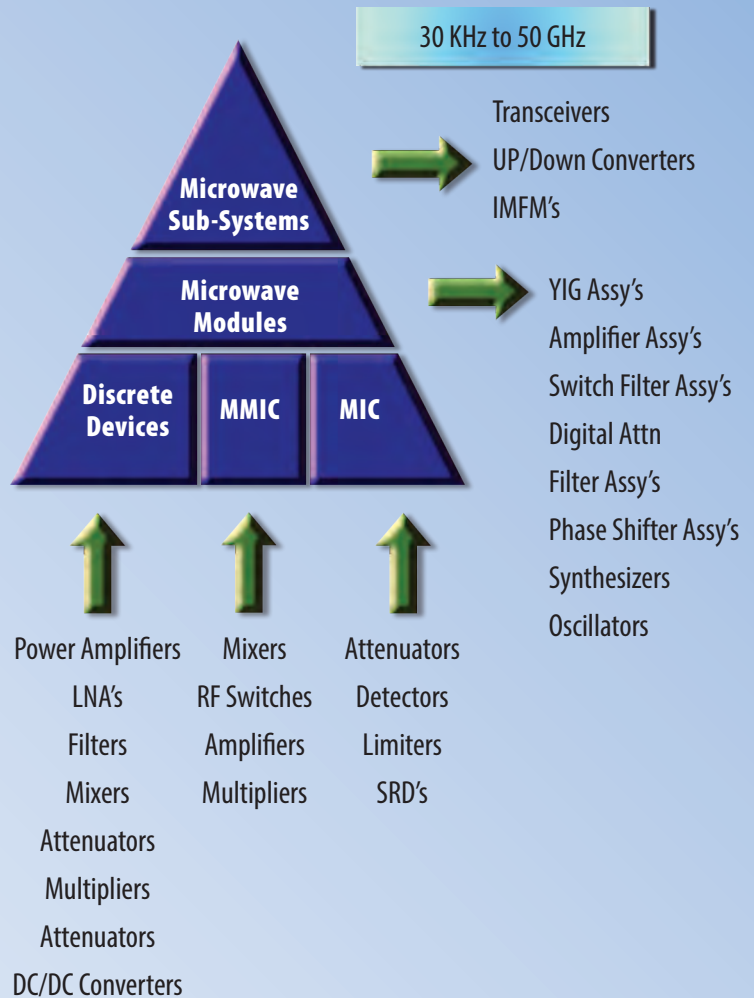 30 KHz to 50 GHz
Microwave
Sub-Systems
Transceivers
UP/Down Converters
IMFM's
Microwave
Modules
YIG Assy's
Amplifier Assy's
Switch Filter Assy's
Digital Attn
Filter Assy's
Phase Shifter Assy's
Synthesizers
Oscillators
Discrete
Devices
MMIC
MIC
Power Amplifiers
LNA's
Filters
Mixers
Attenuators
Multipliers
Attenuators
DC/DC Converters
Mixers
RF Switches
Amplifiers
Multipliers
Attenuators
Detectors
Limiters
SRD's